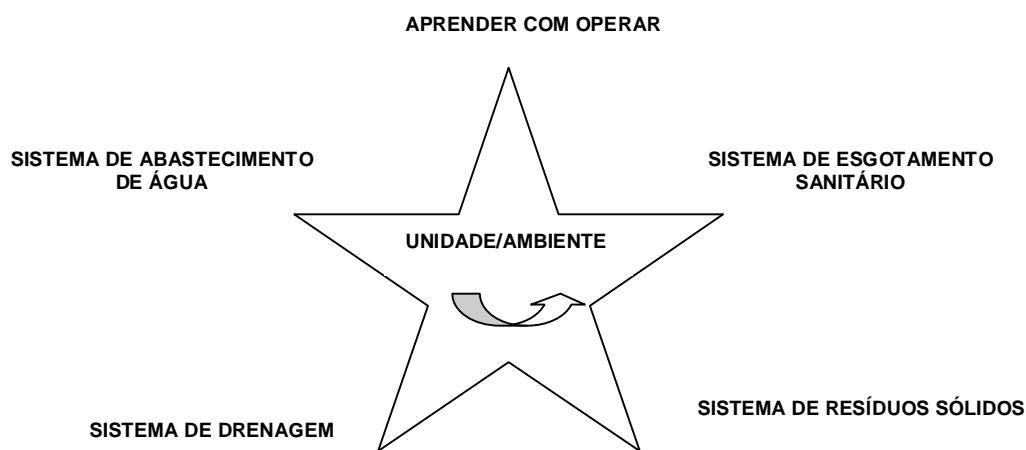 APRENDER COM OPERAR
SISTEMA DE ABASTECIMENTO
DE ÁGUA
SISTEMA DE ESGOTAMENTO
SANITÁRIO
UNIDADE/AMBIENTE
SISTEMA DE DRENAGEM
SISTEMA DE RESÍDUOS SÓLIDOS